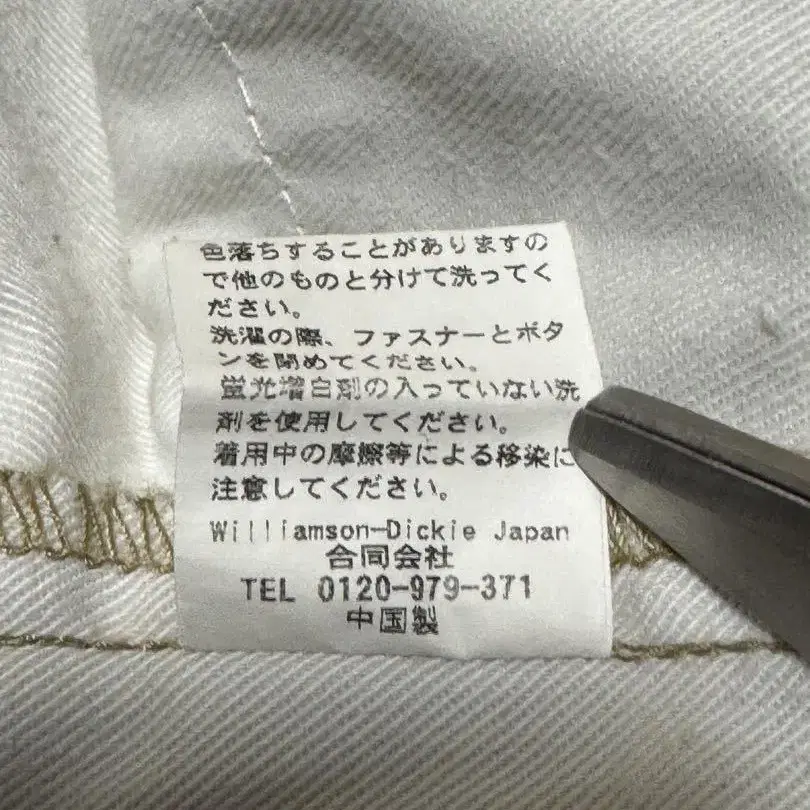 色落ちすることがありますの
で他のものと分けて洗ってく
ださい。
洗濯の際、ファスナーとボタ
ンを閉めてください。
蛍光増白剤の入っていない洗
剤を使用してください。
着用中の摩擦等による移染に
注意してください。
Williamson-Dickie Japan
合同会社
TEL 0120-979-371
中国製